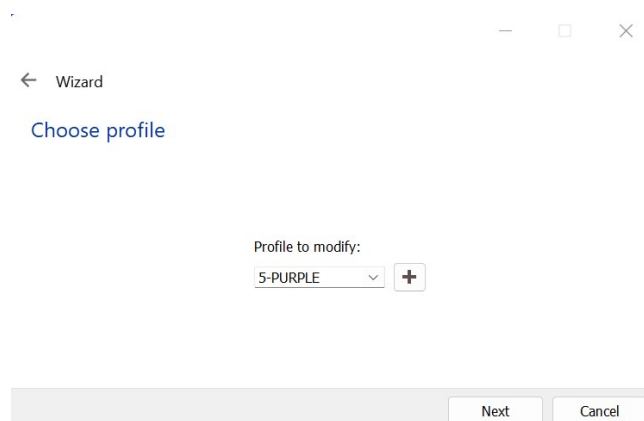 Wizard
Choose profile
Profile to modify:
5-PURPLE
Next Cancel